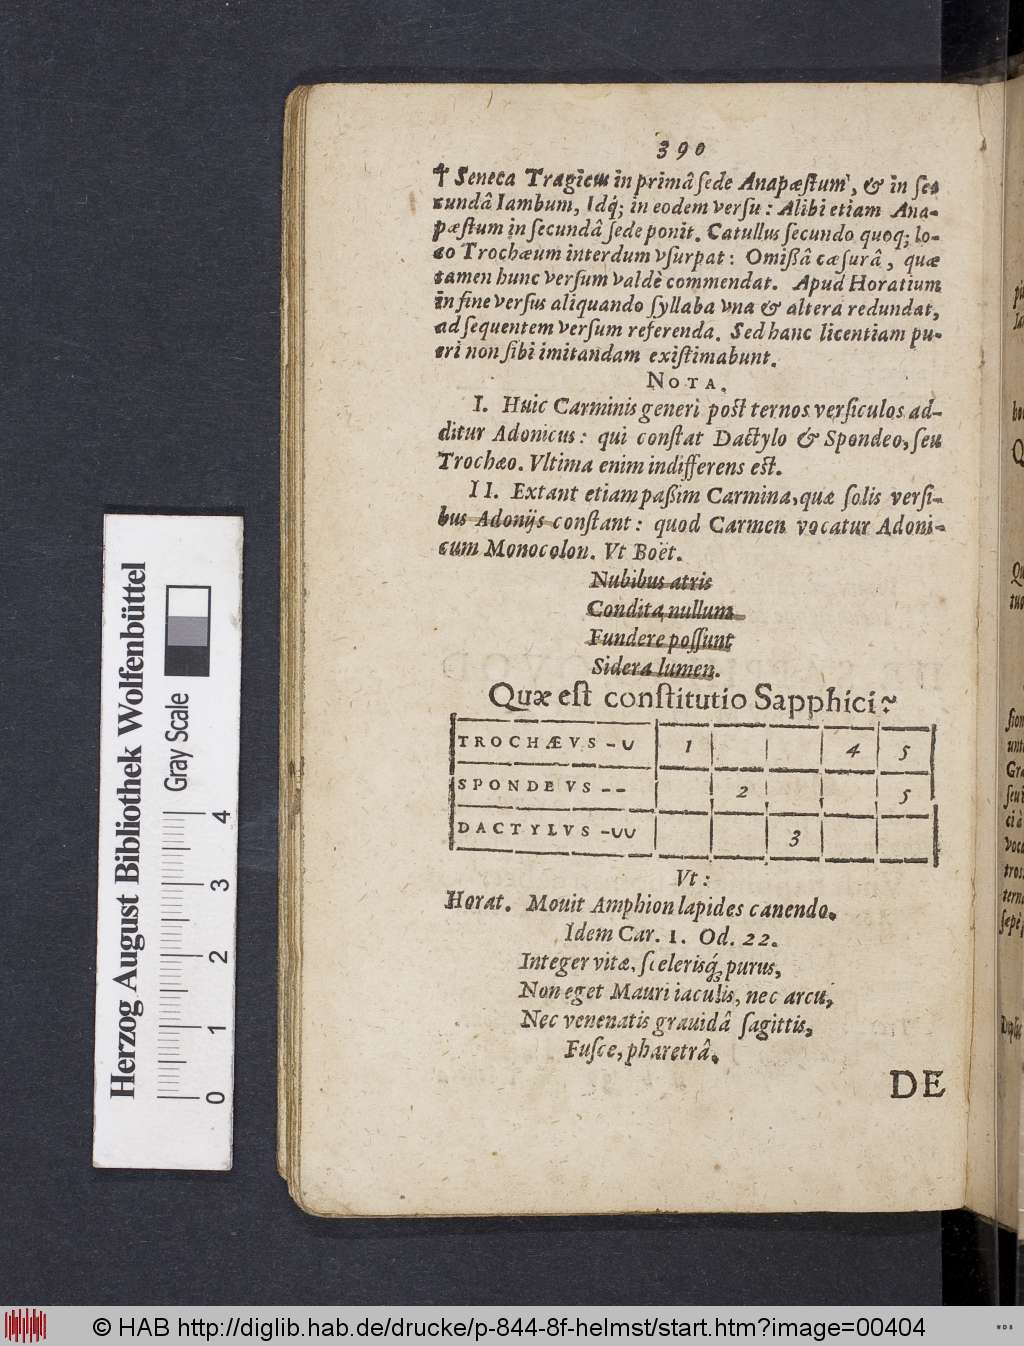 390
† Seneca Tragicus in primâ ſede Anapæſtum, & in ſe-
cundâ Iambum, Idq́; in eodem verſu : Alibi etiam Ana-
pæſtum in ſecundâ ſede ponit. Catullus ſecundo quoq; lo-
co Trochæum interdum vſurpat : Omißâ cæſurâ, quæ
tamen hunc verſum valdè commendat. Apud Horatium
in fine verſus aliquando ſyllaba vna & altera redundat,
ad ſequentem verſum referenda. Sed hanc licentiam pu-
eri non ſibi imitandam exiſtimabunt.
NOTA.
I. Huic Carminis generi poſt ternos verſiculos ad-
ditur Adonicus : qui conſtat Dactylo & Spondeo, ſeu
Trochæo. Vltima enim indifferens eſt.
II. Extant etiam paßim Carmina, quæ ſolis verſi-
bus Adonijs conſtant : quod Carmen vocatur Adoni-
cum Monocolon. Vt Boët.
Nubibus atris
Condita nullum
Fundere poſſunt
Sidera lumen.
Quæ eſt conſtitutio Sapphici?
TROCHÆVS -∪ 1 4 5
SPONDEVS -- 2 5
DACTYLVS -∪∪ 3
Vt :
Horat. Mouit Amphion lapides canendo.
Idem Car. 1. Od. 22.
Integer vitæ, ſcelerisq́; purus,
Non eget Mauri iaculis, nec arcu,
Nec venenatis grauidâ ſagittis,
Fuſce, pharetrâ.
DE
Herzog August Bibliothek Wolfenbüttel
Gray Scale
0 1 2 3 4
© HAB http://diglib.hab.de/drucke/p-844-8f-helmst/start.htm?image=00404